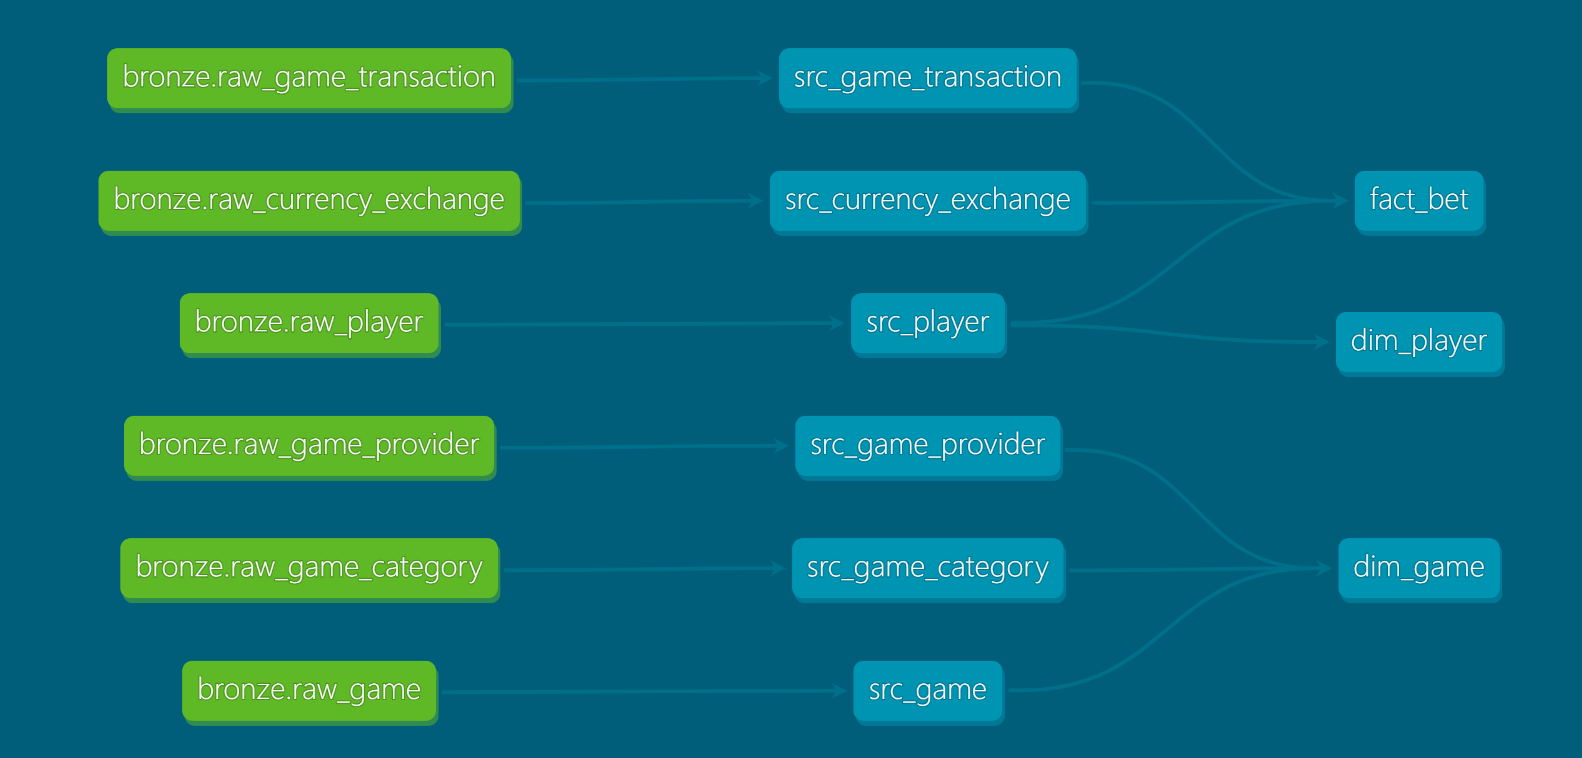 bronze.raw_game_transaction
src_game_transaction
bronze.raw_currency_exchange
src_currency_exchange
fact_bet
bronze.raw_player
src_player
dim_player
bronze.raw_game_provider
src_game_provider
bronze.raw_game_category
src_game_category
dim_game
bronze.raw_game
src_game